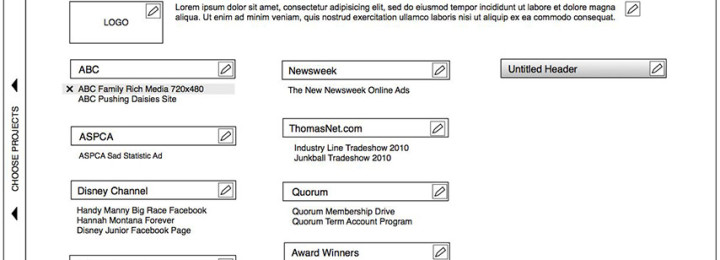 LOGO
Lorem ipsum dolor sit amet, consectetur adipisicing elit, sed do eiusmod tempor incididunt ut labore et dolore magna
aliqua. Ut enim ad minim veniam, quis nostrud exercitation ullamco laboris nisi ut aliquip ex ea commodo consequat.
CHOOSE PROJECTS
ABC
ABC Family Rich Media 720x480
ABC Pushing Daisies Site
ASPCA
ASPCA Sad Statistic Ad
Disney Channel
Handy Manny Big Race Facebook
Hannah Montana Forever
Disney Junior Facebook Page
Newsweek
The New Newsweek Online Ads
ThomasNet.com
Industry Line Tradeshow 2010
Junkball Tradeshow 2010
Quorum
Quorum Membership Drive
Quorum Term Account Program
Award Winners
Untitled Header